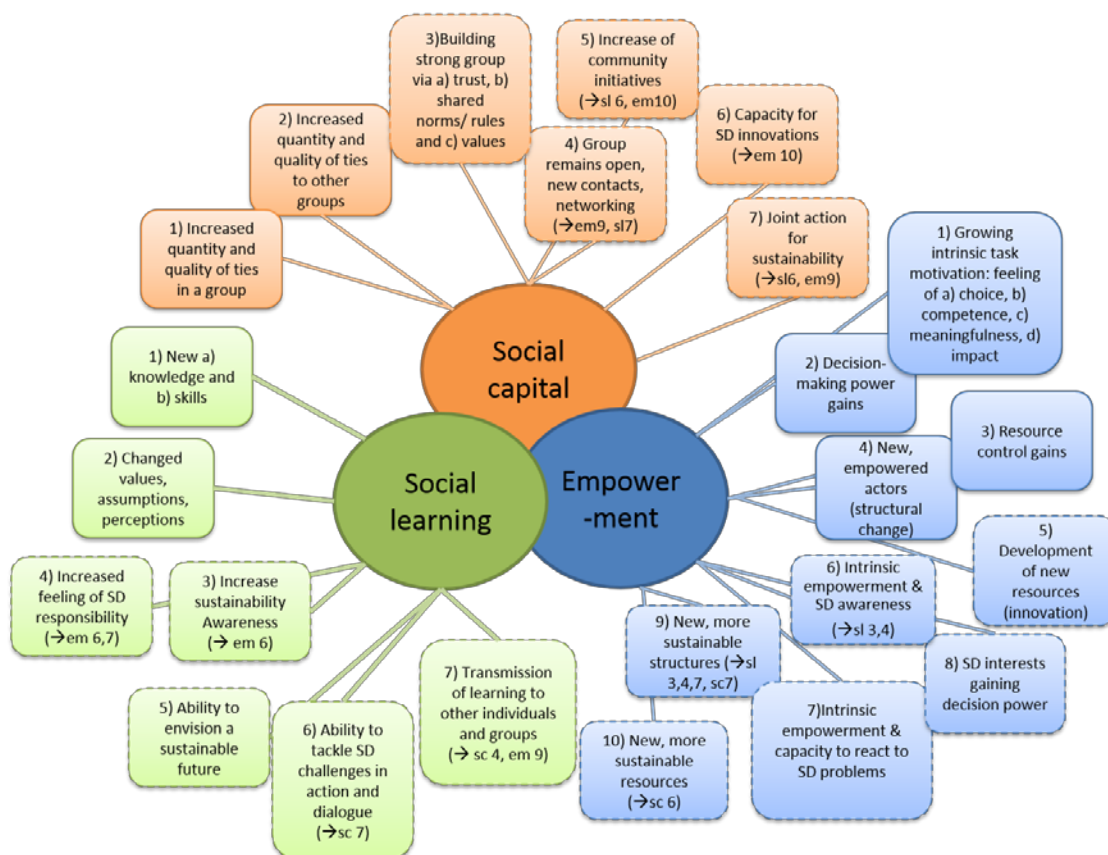 3)Building
strong group
via a) trust, b)
shared
norms/ rules
and c) values
5) Increase of
community
initiatives
(→sl 6, em10)
2) Increased
quantity and
quality of ties
to other
groups
4) Group
remains open,
new contacts,
networking
(→em9, sl7)
6) Capacity for
SD innovations
(→em 10)
1) Increased
quantity and
quality of ties
in a group
7) Joint action
for
sustainability
(→sl6, em9)
Social
capital
1) Growing
intrinsic task
motivation: feeling
of a) choice, b)
competence, c)
meaningfulness, d)
impact
2) Decision-
making power
gains
3) Resource
control gains
4) New,
empowered
actors
(structural
change)
5)
Development
of new
resources
(innovation)
Empower
-ment
6) Intrinsic
empowerment &
SD awareness
(→sl 3,4)
9) New, more
sustainable
structures (→sl
3,4,7, sc7)
8) SD interests
gaining
decision power
7)Intrinsic
empowerment &
capacity to react to
SD problems
10) New, more
sustainable
resources
(→sc 6)
Social
learning
1) New a)
knowledge and
b) skills
2) Changed
values,
assumptions,
perceptions
4) Increased
feeling of SD
responsibility
(→em 6,7)
3) Increase
sustainability
Awareness
(→ em 6)
5) Ability to
envision a
sustainable
future
6) Ability to
tackle SD
challenges in
action and
dialogue
(→sc 7)
7) Transmission
of learning to
other individuals
and groups
(→ sc 4, em 9)